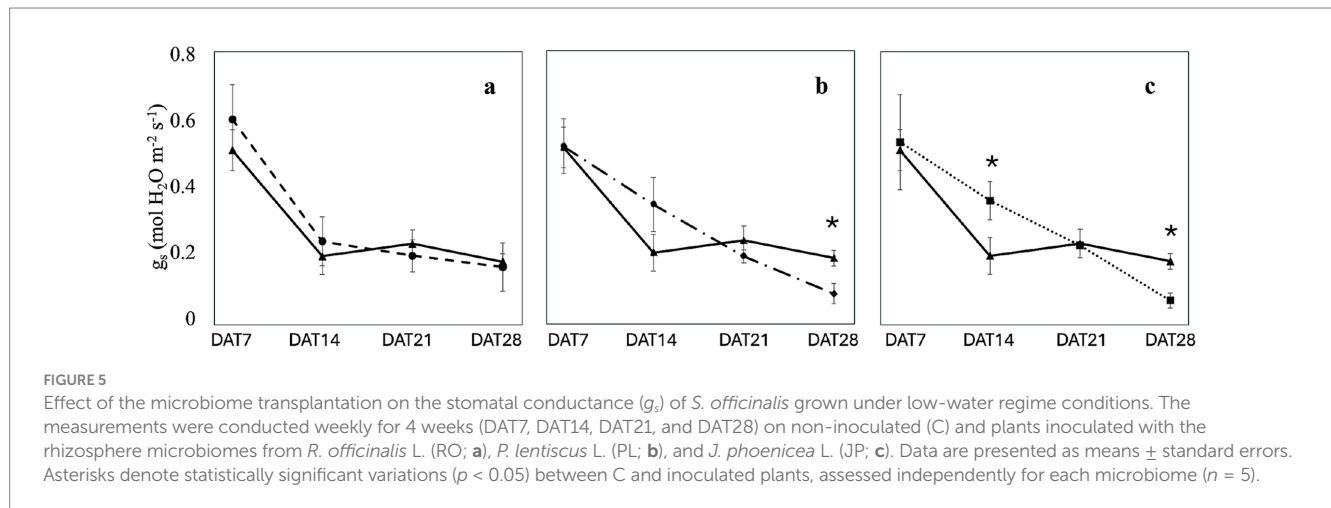 0.8
a
b
c
0.6
*
0.4
*
*
0.2
0
gs (mol H2O m-2 s-1)
DAT7 DAT14 DAT21 DAT28 DAT7 DAT14 DAT21 DAT28 DAT7 DAT14 DAT21 DAT28
FIGURE 5
Effect of the microbiome transplantation on the stomatal conductance (gs) of S. officinalis grown under low-water regime conditions. The
measurements were conducted weekly for 4 weeks (DAT7, DAT14, DAT21, and DAT28) on non-inoculated (C) and plants inoculated with the
rhizosphere microbiomes from R. officinalis L. (RO; a), P. lentiscus L. (PL; b), and J. phoenicea L. (JP; c). Data are presented as means ± standard errors.
Asterisks denote statistically significant variations (p < 0.05) between C and inoculated plants, assessed independently for each microbiome (n = 5).